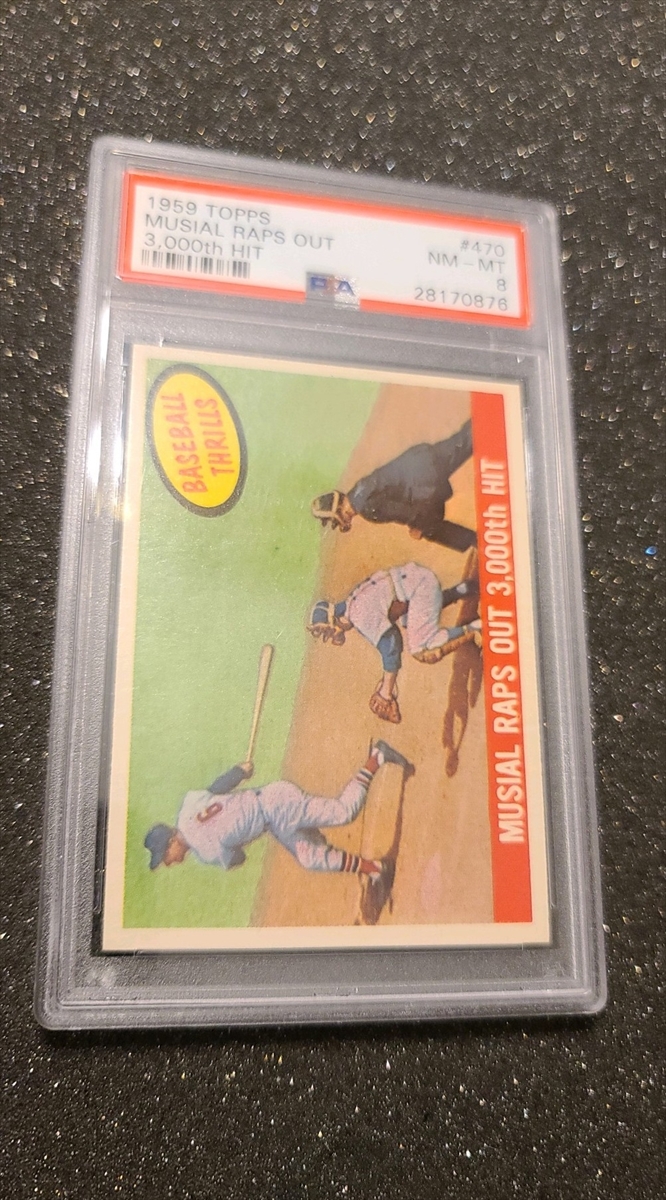 1959 TOPPS
MUSIAL RAPS OUT
3,000th HIT
#470
NM - MT
8
PSA
28170876
BASEBALL
THRILLS
6
MUSIAL RAPS OUT 3,000th HIT